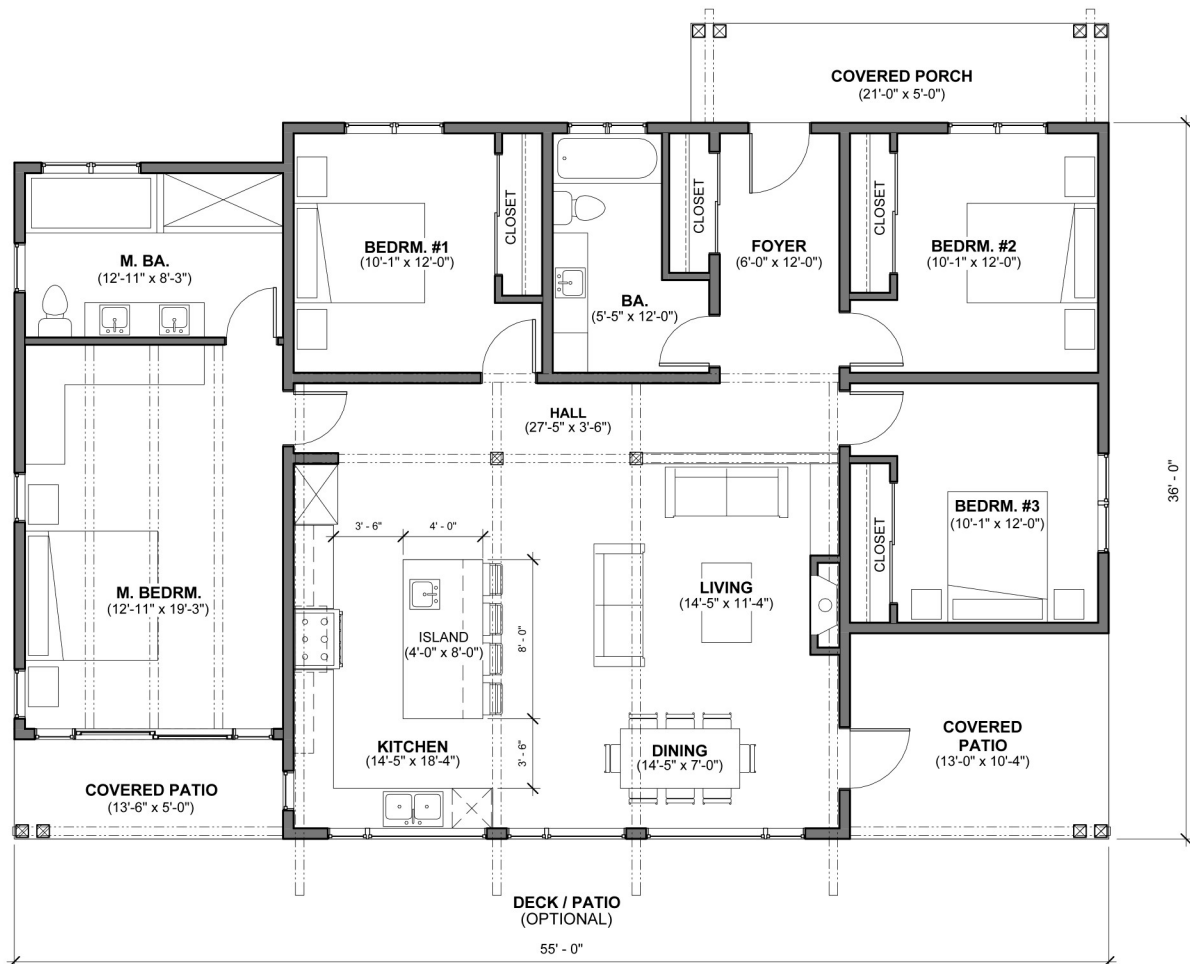 COVERED PORCH
(21'-0" x 5'-0")
M. BA.
(12'-11" x 8'-3")
BEDRM. #1
(10'-1" x 12'-0")
CLOSET
BA.
(5'-5" x 12'-0")
CLOSET
FOYER
(6'-0" x 12'-0")
CLOSET
BEDRM. #2
(10'-1" x 12'-0")
HALL
(27'-5" x 3'-6")
36' - 0"
M. BEDRM.
(12'-11" x 19'-3")
3' - 6"
4' - 0"
ISLAND
(4'-0" x 8'-0")
8' - 0"
3' - 6"
LIVING
(14'-5" x 11'-4")
CLOSET
BEDRM. #3
(10'-1" x 12'-0")
KITCHEN
(14'-5" x 18'-4")
DINING
(14'-5" x 7'-0")
COVERED
PATIO
(13'-0" x 10'-4")
COVERED PATIO
(13'-6" x 5'-0")
DECK / PATIO
(OPTIONAL)
55' - 0"